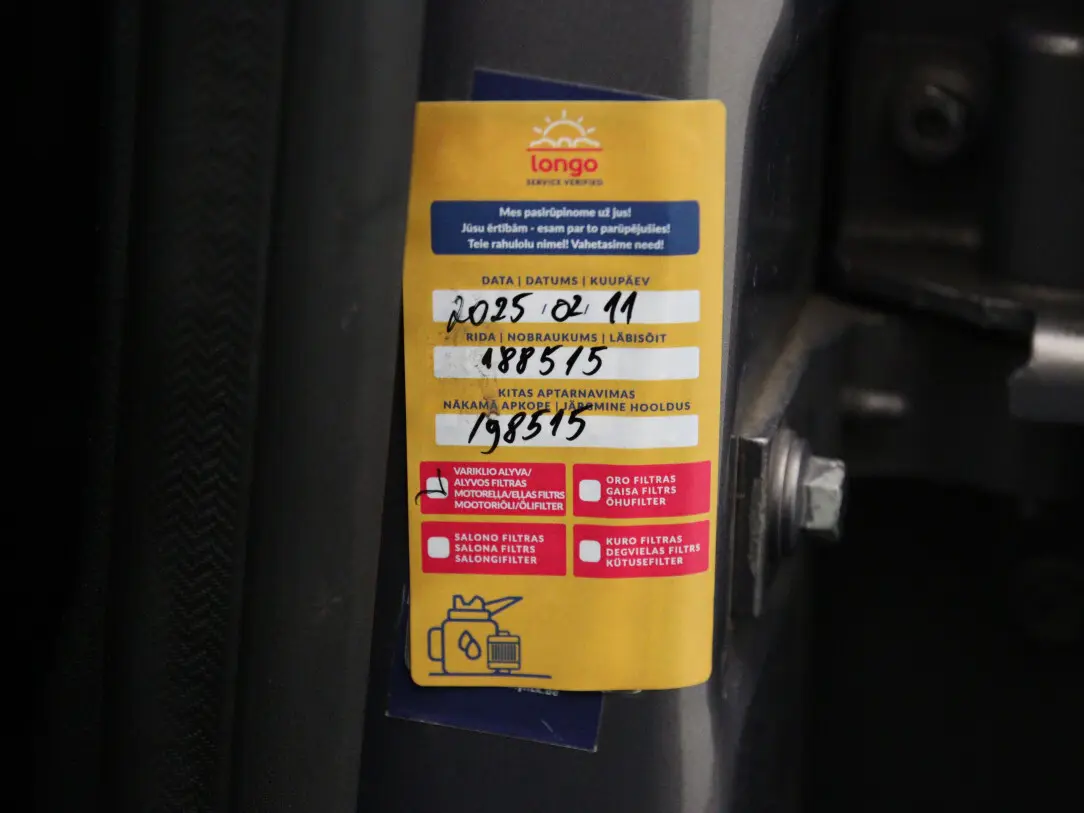 longo
SERVICE VERIFIED
Mes pasirūpinome už jus!
Jūsu ērtībām - esam par to parūpējušies!
Teie rahulolu nimel! Vahetasime need!
DATA | DATUMS | KUUPÄEV
2025.02.11
RIDA | NOBRAUKUMS | LÄBISÕIT
188515
KITAS APTARNAVIMAS
NĀKAMĀ APKOPE | JÄRGMINE HOOLDUS
198515
VARIKLIO ALYVA/
ALYVOS FILTRAS
MOTOREĻĻA/EĻĻAS FILTRS
MOOTORIÕLI/ÕLIFILTER
ORO FILTRAS
GAISA FILTRS
ÕHUFILTER
SALONO FILTRAS
SALONA FILTRS
SALONGIFILTER
KURO FILTRAS
DEGVIELAS FILTRS
KÜTUSEFILTER